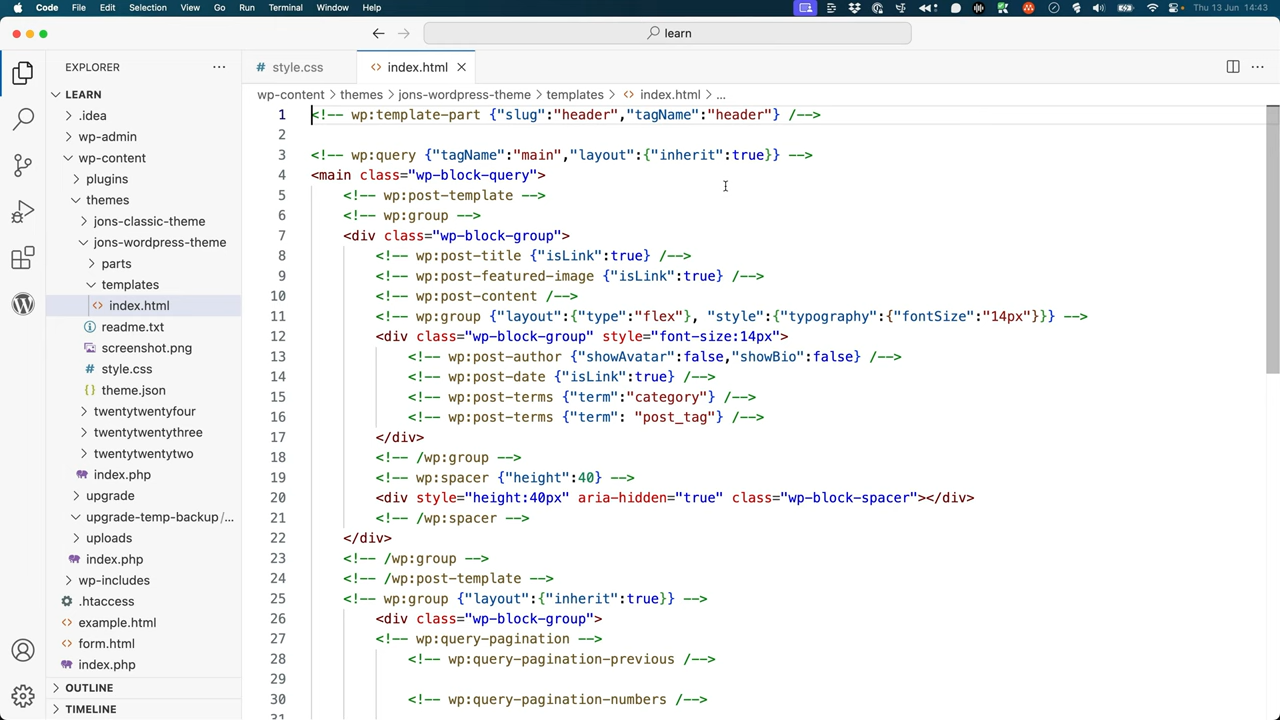 Code File Edit Selection View Go Run Terminal Window Help Thu 13 Jun 14:43
learn
EXPLORER
style.css
index.html
wp-content > themes > jons-wordpress-theme > templates > index.html > ...
LEARN
.idea
wp-admin
wp-content
plugins
themes
jons-classic-theme
jons-wordpress-theme
parts
templates
index.html
readme.txt
screenshot.png
style.css
theme.json
twentytwentyfour
twentytwentythree
twentytwentytwo
index.php
upgrade
upgrade-temp-backup/...
uploads
index.php
wp-includes
.htaccess
example.html
form.html
index.php
OUTLINE
TIMELINE
1 <!-- wp:template-part {"slug":"header","tagName":"header"} /-->
2
3 <!-- wp:query {"tagName":"main","layout":{"inherit":true}} -->
4 <main class="wp-block-query">
5 <!-- wp:post-template -->
6 <!-- wp:group -->
7 <div class="wp-block-group">
8 <!-- wp:post-title {"isLink":true} /-->
9 <!-- wp:post-featured-image {"isLink":true} /-->
10 <!-- wp:post-content /-->
11 <!-- wp:group {"layout":{"type":"flex"}, "style":{"typography":{"fontSize":"14px"}}} -->
12 <div class="wp-block-group" style="font-size:14px">
13 <!-- wp:post-author {"showAvatar":false,"showBio":false} /-->
14 <!-- wp:post-date {"isLink":true} /-->
15 <!-- wp:post-terms {"term":"category"} /-->
16 <!-- wp:post-terms {"term": "post_tag"} /-->
17 </div>
18 <!-- /wp:group -->
19 <!-- wp:spacer {"height":40} -->
20 <div style="height:40px" aria-hidden="true" class="wp-block-spacer"></div>
21 <!-- /wp:spacer -->
22 </div>
23 <!-- /wp:group -->
24 <!-- /wp:post-template -->
25 <!-- wp:group {"layout":{"inherit":true}} -->
26 <div class="wp-block-group">
27 <!-- wp:query-pagination -->
28 <!-- wp:query-pagination-previous /-->
29
30 <!-- wp:query-pagination-numbers /-->
31